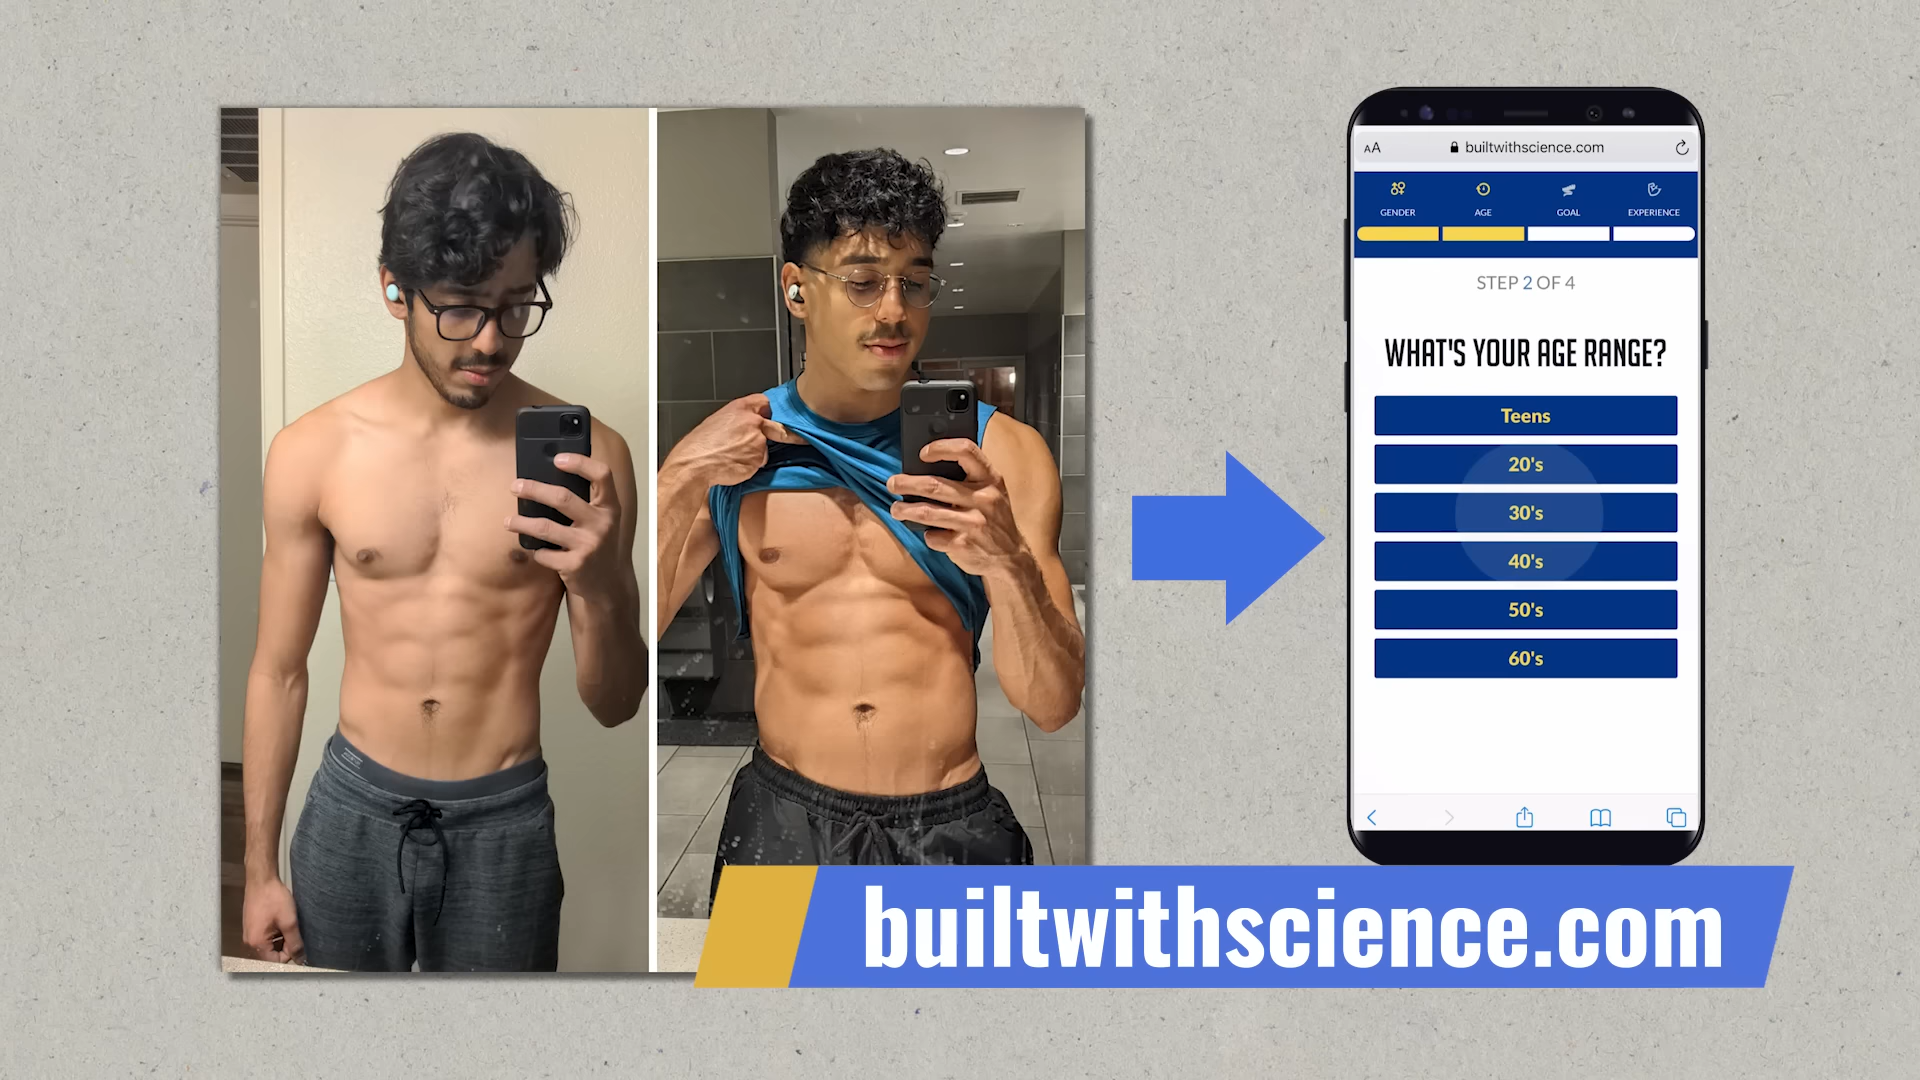 AA builtwithscience.com
GENDER AGE GOAL EXPERIENCE
STEP 2 OF 4
WHAT'S YOUR AGE RANGE?
Teens
20's
30's
40's
50's
60's
builtwithscience.com